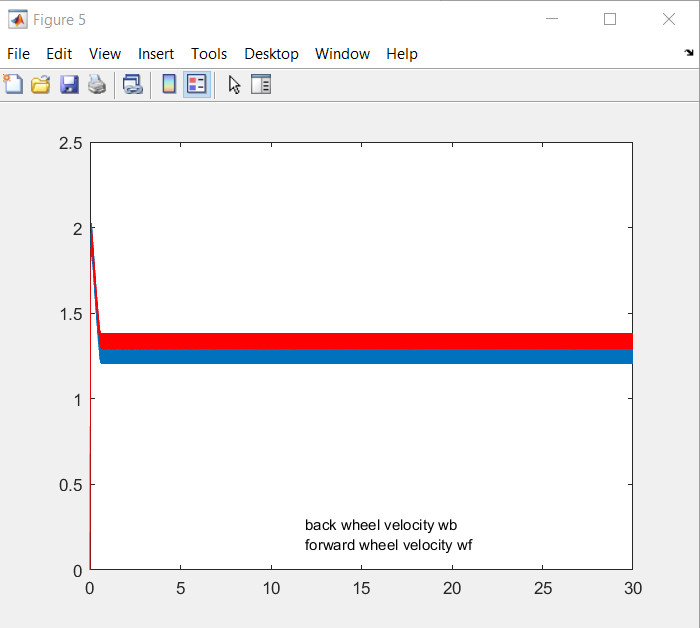 Figure 5
File Edit View Insert Tools Desktop Window Help
2.5
2
1.5
1
0.5
0
back wheel velocity wb
forward wheel velocity wf
0 5 10 15 20 25 30